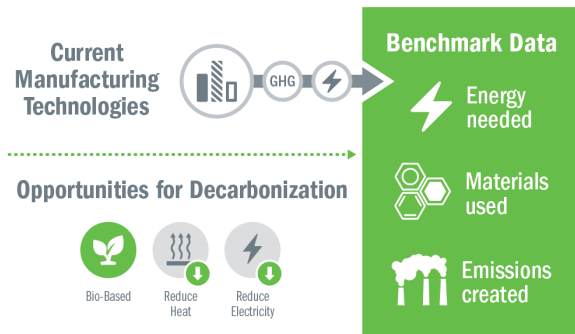 Current
Manufacturing
Technologies
GHG
Opportunities for Decarbonization
Bio-Based
Reduce
Heat
Reduce
Electricity
Benchmark Data
Energy
needed
Materials
used
Emissions
created